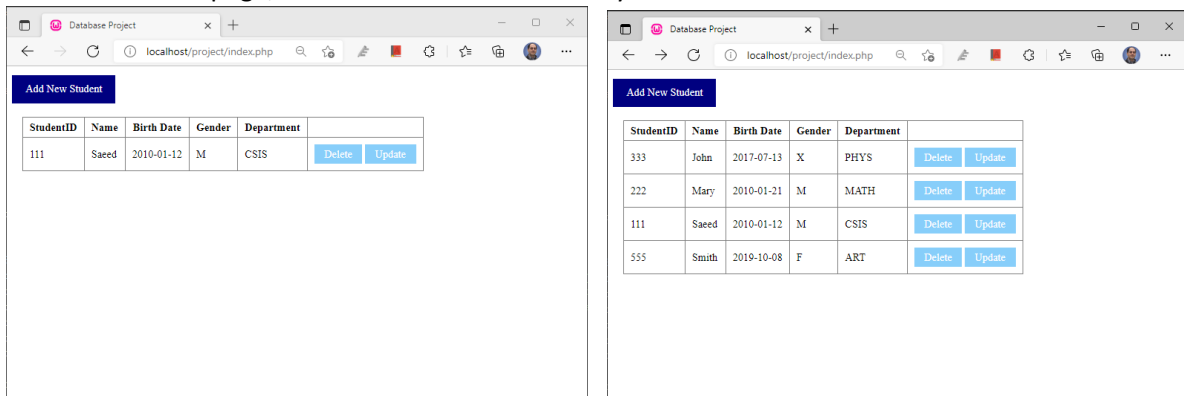 Database Project
localhost/project/index.php
Add New Student
StudentID Name Birth Date Gender Department
111 Saeed 2010-01-12 M CSIS Delete Update
Database Project
localhost/project/index.php
Add New Student
StudentID Name Birth Date Gender Department
333 John 2017-07-13 X PHYS Delete Update
222 Mary 2010-01-21 M MATH Delete Update
111 Saeed 2010-01-12 M CSIS Delete Update
555 Smith 2019-10-08 F ART Delete Update